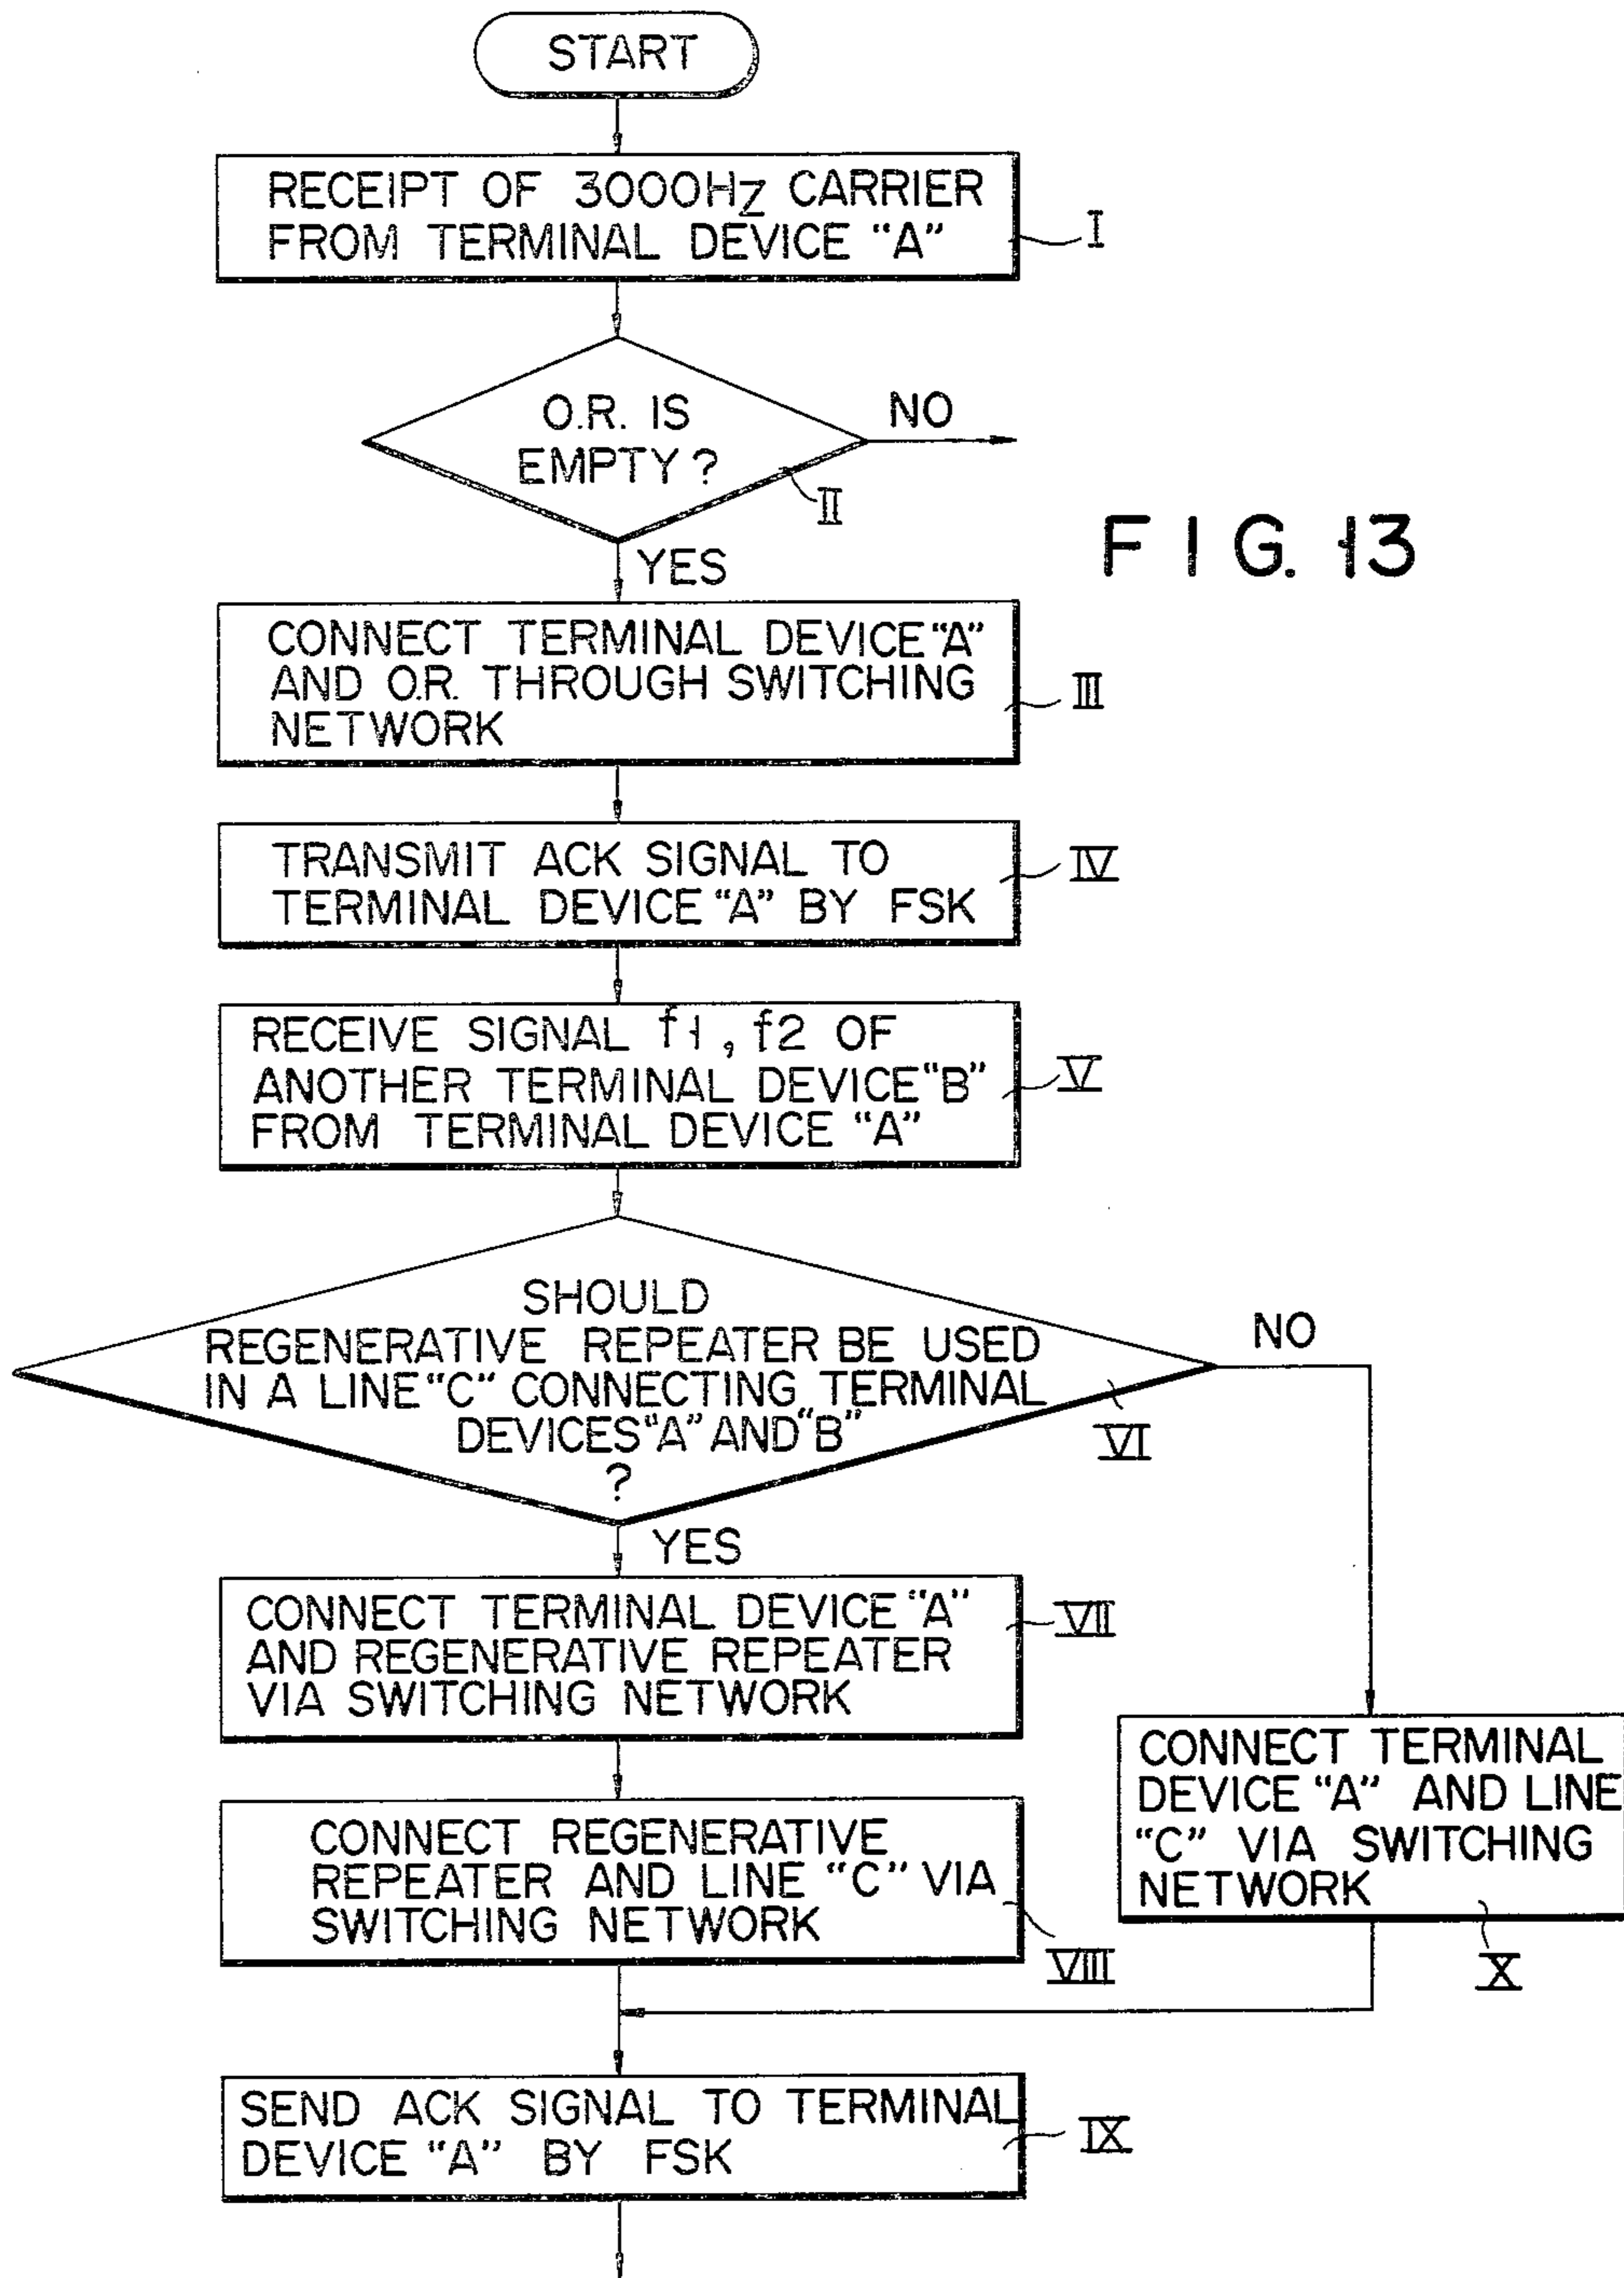 START
RECEIPT OF 3000Hz CARRIER
FROM TERMINAL DEVICE "A"
I
O.R. IS
EMPTY?
NO
II
YES
FIG. 13
CONNECT TERMINAL DEVICE "A"
AND O.R. THROUGH SWITCHING
NETWORK
III
TRANSMIT ACK SIGNAL TO
TERMINAL DEVICE "A" BY FSK
IV
RECEIVE SIGNAL f1, f2 OF
ANOTHER TERMINAL DEVICE "B"
FROM TERMINAL DEVICE "A"
V
SHOULD
REGENERATIVE REPEATER BE USED
IN A LINE "C" CONNECTING TERMINAL
DEVICES "A" AND "B"
?
NO
VI
YES
CONNECT TERMINAL DEVICE "A"
AND REGENERATIVE REPEATER
VIA SWITCHING NETWORK
VII
CONNECT REGENERATIVE
REPEATER AND LINE "C" VIA
SWITCHING NETWORK
VIII
CONNECT TERMINAL
DEVICE "A" AND LINE
"C" VIA SWITCHING
NETWORK
X
SEND ACK SIGNAL TO TERMINAL
DEVICE "A" BY FSK
IX